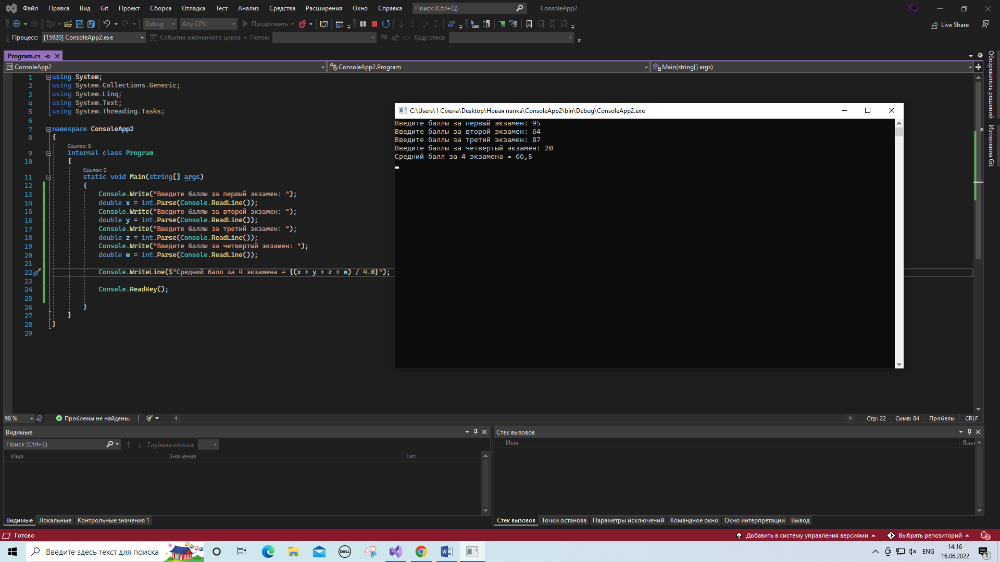 Файл Правка Вид Git Проект Сборка Отладка Тест Анализ Средства Расширения Окно Справка Поиск (Ctrl+Q) ConsoleApp2
Debug Any CPU Продолжить Live Share
Процесс: [15920] ConsoleApp2.exe События жизненного цикла Поток: Кадр стека:
Program.cs
ConsoleApp2 ConsoleApp2.Program Main(string[] args)
1 using System;
2 using System.Collections.Generic;
3 using System.Linq;
4 using System.Text;
5 using System.Threading.Tasks;
6
7 namespace ConsoleApp2
8 {
Ссылок: 0
9 internal class Program
10 {
Ссылок: 0
11 static void Main(string[] args)
12 {
13 Console.Write("Введите баллы за первый экзамен: ");
14 double x = int.Parse(Console.ReadLine());
15 Console.Write("Введите баллы за второй экзамен: ");
16 double y = int.Parse(Console.ReadLine());
17 Console.Write("Введите баллы за третий экзамен: ");
18 double z = int.Parse(Console.ReadLine());
19 Console.Write("Введите баллы за четвертый экзамен: ");
20 double w = int.Parse(Console.ReadLine());
21
22 Console.WriteLine($"Средний балл за 4 экзамена = {(x + y + z + w) / 4.0}");
23
24 Console.ReadKey();
25
26 }
27 }
28 }
29
C:\Users\1 Смена\Desktop\Новая папка\ConsoleApp2\bin\Debug\ConsoleApp2.exe
Введите баллы за первый экзамен: 95
Введите баллы за второй экзамен: 64
Введите баллы за третий экзамен: 87
Введите баллы за четвертый экзамен: 20
Средний балл за 4 экзамена = 66,5
Обозреватель решений
Изменения Git
98 % Проблемы не найдены. Стр: 22 Симв: 84 Пробелы CRLF
Видимые
Поиск (Ctrl+E) Глубина поиска:
Имя Значение Тип
Видимые Локальные Контрольные значения 1
Стек вызовов
Имя Язык
Стек вызовов Точки останова Параметры исключений Командное окно Окно интерпретации Вывод
Готово Добавить в систему управления версиями Выбрать репозиторий 2
Введите здесь текст для поиска DELL ENG 14:16
16.06.2022 1